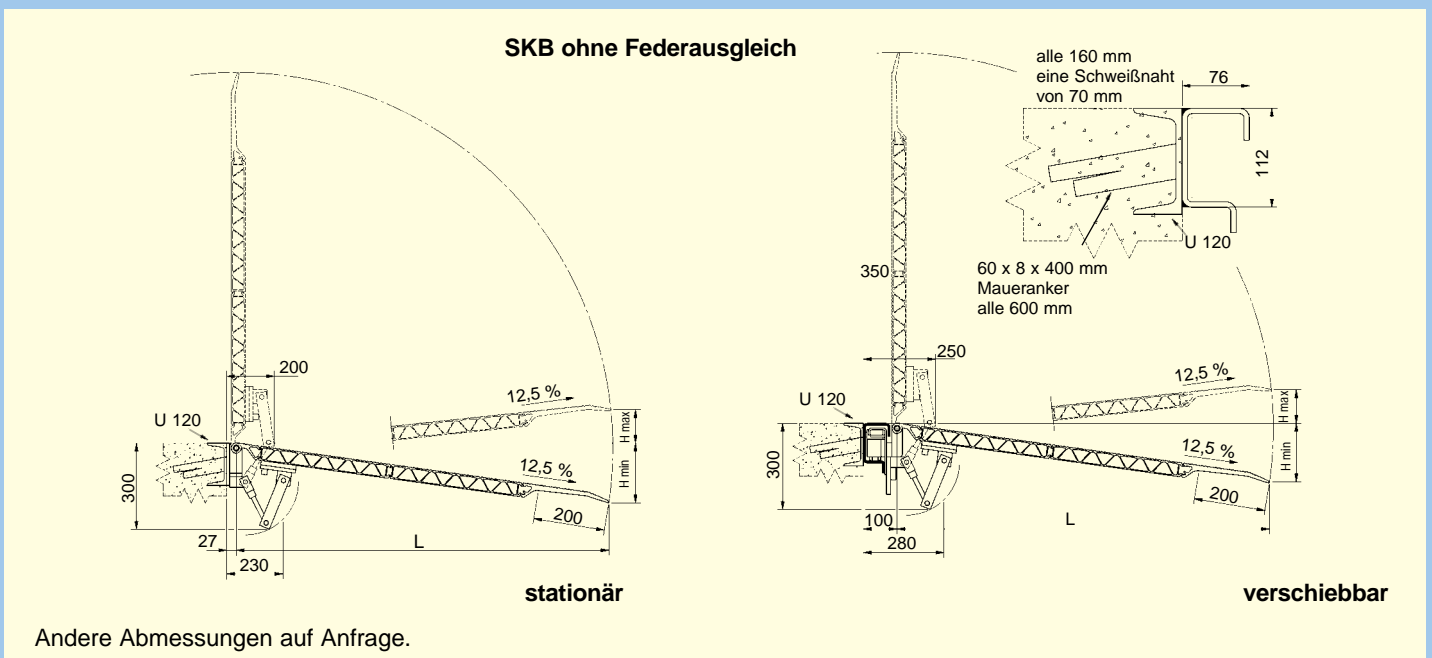 SKB ohne Federausgleich
alle 160 mm
eine Schweißnaht
von 70 mm
76
112
U 120
60 x 8 x 400 mm
Maueranker
alle 600 mm
200
12,5 %
H max
U 120
300
12,5 %
H min
200
27
L
230
stationär
350
250
12,5 %
H max
U 120
300
12,5 %
H min
200
100
L
280
verschiebbar
Andere Abmessungen auf Anfrage.